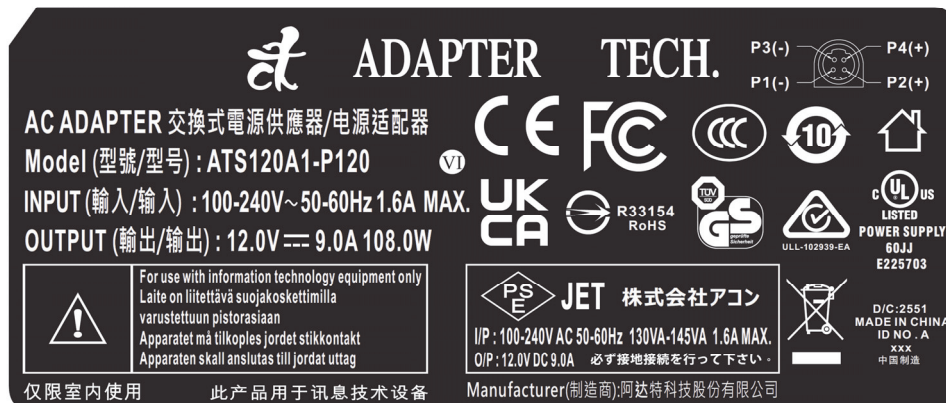 ADAPTER TECH.
P3(-) P4(+)
P1(-) P2(+)
AC ADAPTER 交換式電源供應器/电源适配器
Model (型號/型号) : ATS120A1-P120
VI
INPUT (輸入/输入) : 100-240V~50-60Hz 1.6A MAX.
OUTPUT (輸出/输出) : 12.0V⎓9.0A 108.0W
CE FC CCC 10
UK
CA
R33154
RoHS
TÜV
SÜD
GS
geprüfte
Sicherheit
ULL-102939-EA
c UL US
LISTED
POWER SUPPLY
60JJ
E225703
For use with information technology equipment only
Laite on liitettävä suojakoskettimilla
varustettuun pistorasiaan
Apparatet må tilkoples jordet stikkontakt
Apparaten skall anslutas till jordat uttag
PS
E
JET 株式会社アコン
I/P : 100-240V AC 50-60Hz 130VA-145VA 1.6A MAX.
O/P : 12.0V DC 9.0A 必ず接地接続を行って下さい。
D/C:2551
MADE IN CHINA
ID NO . A
xxx
中国制造
仅限室内使用 此产品用于讯息技术设备
Manufacturer(制造商):阿达特科技股份有限公司